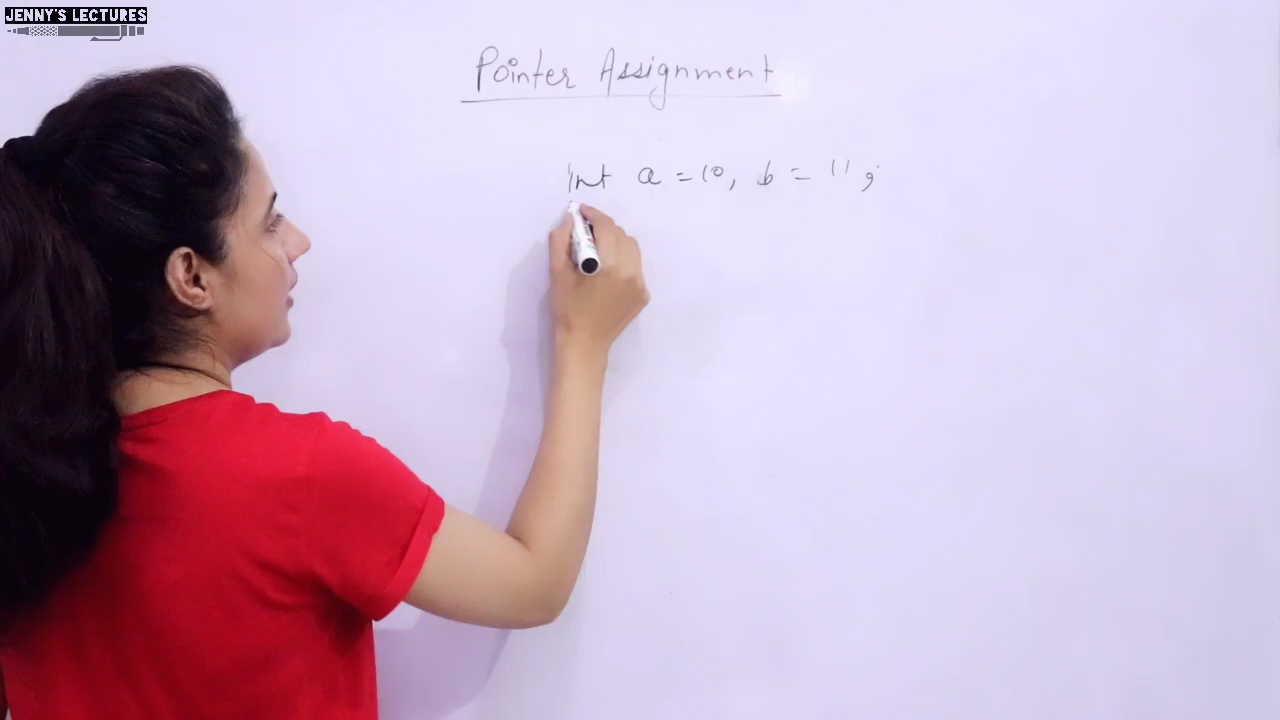 JENNY'S LECTURES
Pointer Assignment
int a = 10, b = 11;